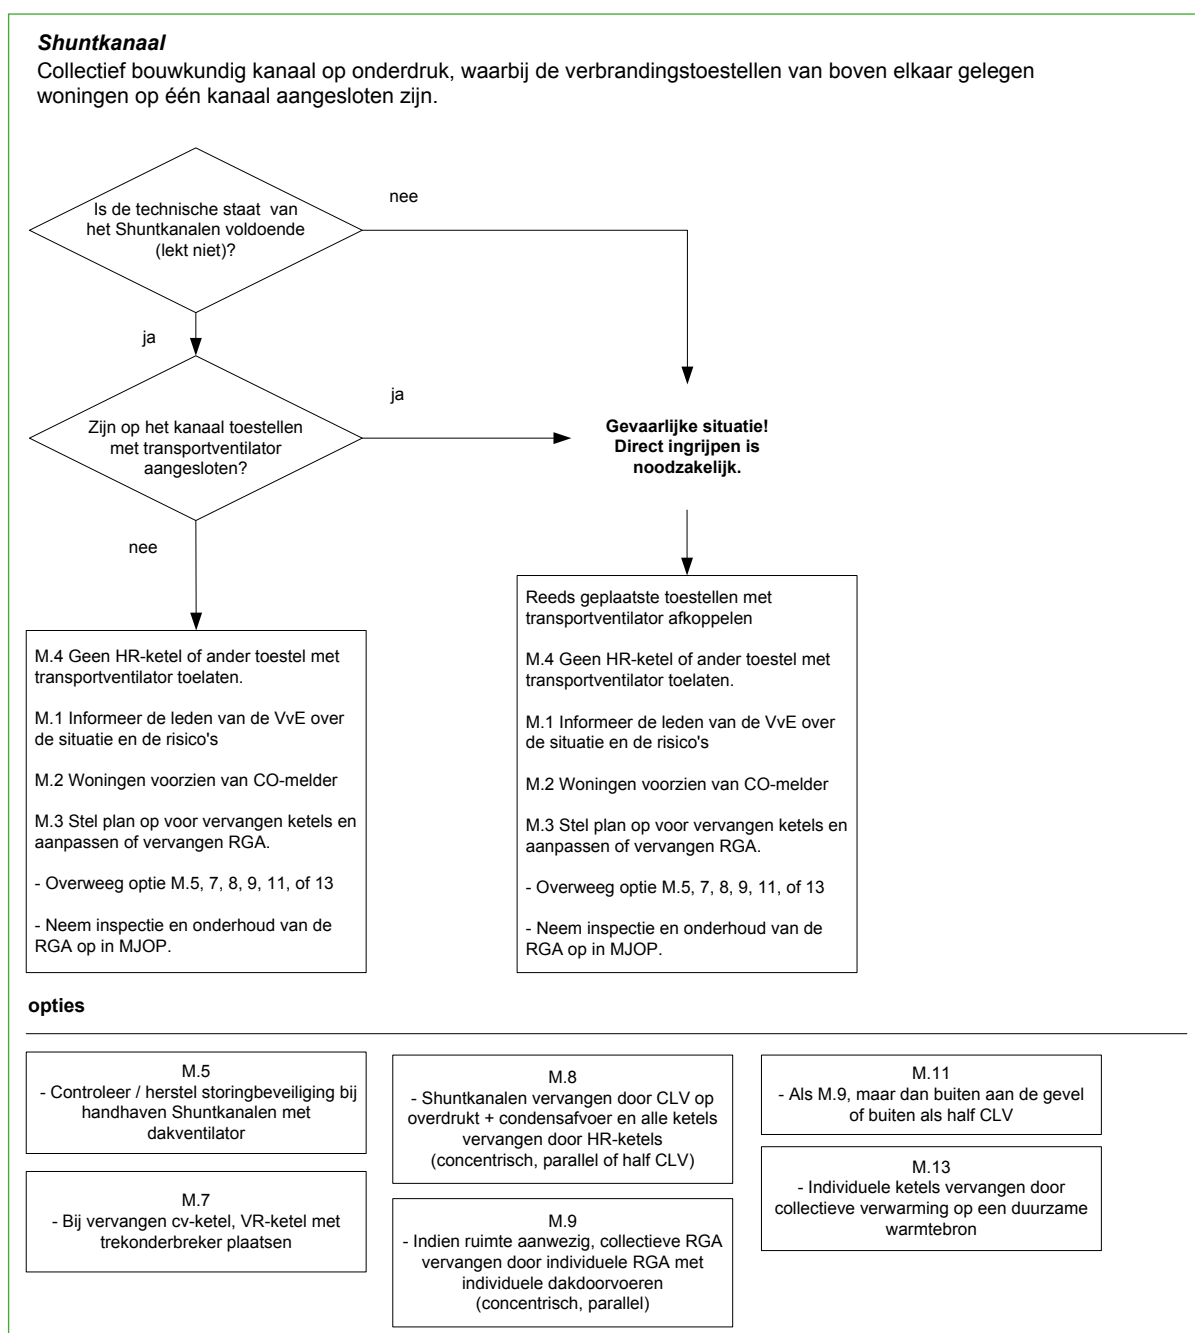 Shuntkanaal
Collectief bouwkundig kanaal op onderdruk, waarbij de verbrandingstoestellen van boven elkaar gelegen
woningen op één kanaal aangesloten zijn.
Is de technische staat van
het Shuntkanalen voldoende
(lekt niet)?
nee
ja
Zijn op het kanaal toestellen
met transportventilator
aangesloten?
ja
Gevaarlijke situatie!
Direct ingrijpen is
noodzakelijk.
nee
M.4 Geen HR-ketel of ander toestel met
transportventilator toelaten.
M.1 Informeer de leden van de VvE over
de situatie en de risico's
M.2 Woningen voorzien van CO-melder
M.3 Stel plan op voor vervangen ketels en
aanpassen of vervangen RGA.
- Overweeg optie M.5, 7, 8, 9, 11, of 13
- Neem inspectie en onderhoud van de
RGA op in MJOP.
Reeds geplaatste toestellen met
transportventilator afkoppelen
M.4 Geen HR-ketel of ander toestel met
transportventilator toelaten.
M.1 Informeer de leden van de VvE over
de situatie en de risico's
M.2 Woningen voorzien van CO-melder
M.3 Stel plan op voor vervangen ketels en
aanpassen of vervangen RGA.
- Overweeg optie M.5, 7, 8, 9, 11, of 13
- Neem inspectie en onderhoud van de
RGA op in MJOP.
opties
M.5
- Controleer / herstel storingbeveiliging bij
handhaven Shuntkanalen met
dakventilator
M.7
- Bij vervangen cv-ketel, VR-ketel met
trekonderbreker plaatsen
M.8
- Shuntkanalen vervangen door CLV op
overdrukt + condensafvoer en alle ketels
vervangen door HR-ketels
(concentrisch, parallel of half CLV)
M.9
- Indien ruimte aanwezig, collectieve RGA
vervangen door individuele RGA met
individuele dakdoorvoeren
(concentrisch, parallel)
M.11
- Als M.9, maar dan buiten aan de gevel
of buiten als half CLV
M.13
- Individuele ketels vervangen door
collectieve verwarming op een duurzame
warmtebron